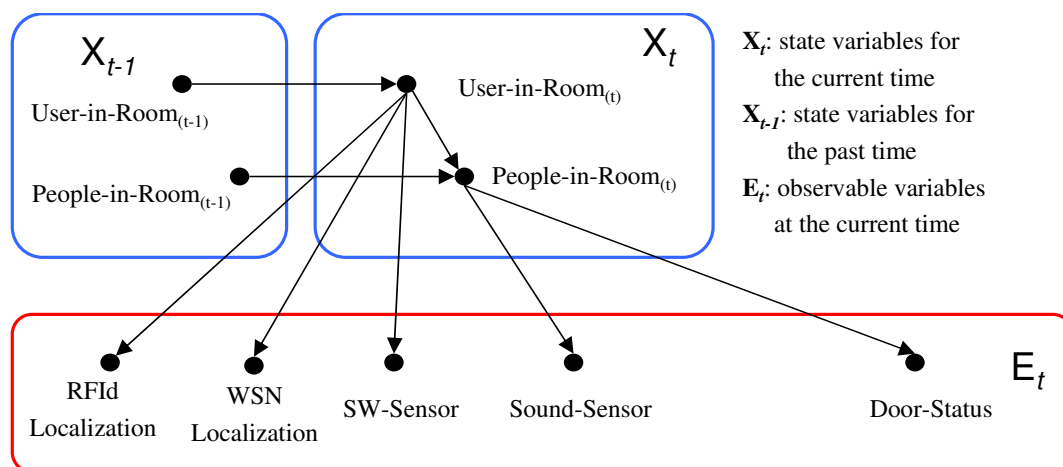 X_{t-1}
X_t
User-in-Room_{(t-1)}
User-in-Room_{(t)}
People-in-Room_{(t-1)}
People-in-Room_{(t)}
X_t: state variables for
the current time
X_{t-1}: state variables for
the past time
E_t: observable variables
at the current time
E_t
RFId
Localization
WSN
Localization
SW-Sensor
Sound-Sensor
Door-Status